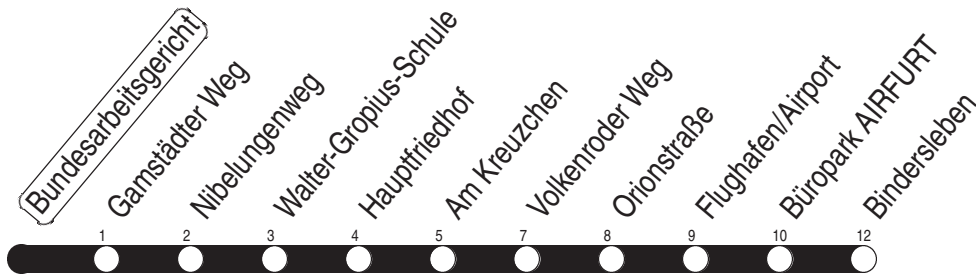 Bundesarbeitsgericht
Gamstädter Weg
Nibelungenweg
Walter-Gropius-Schule
Hauptfriedhof
Am Kreuzchen
Volkenroder Weg
Orionstraße
Flughafen/Airport
Büropark AIRFURT
Bindersleben
1 2 3 4 5 7 8 9 10 12